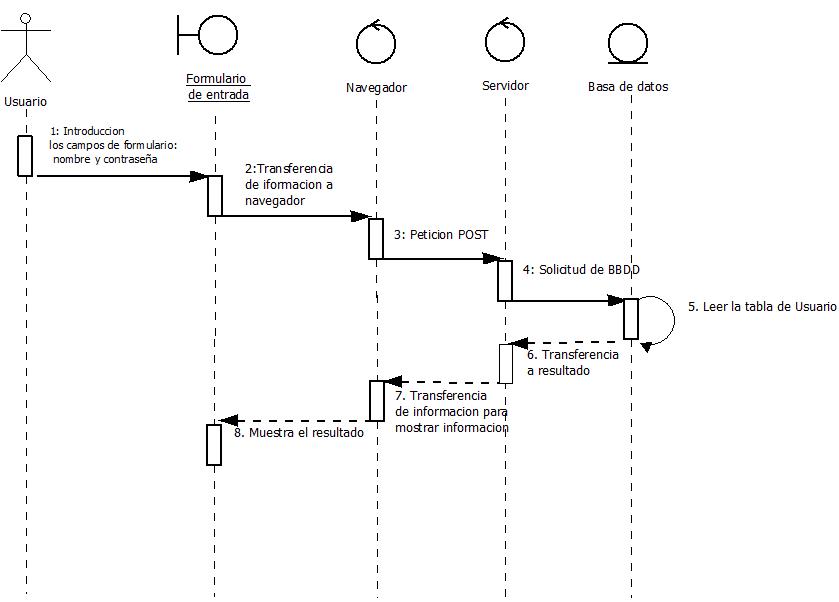 Usuario
Formulario
de entrada
Navegador
Servidor
Basa de datos
1: Introduccion
los campos de formulario:
nombre y contraseña
2:Transferencia
de iformacion a
navegador
3: Peticion POST
4: Solicitud de BBDD
5. Leer la tabla de Usuario
6. Transferencia
a resultado
7. Transferencia
de informacion para
mostrar informacion
8. Muestra el resultado